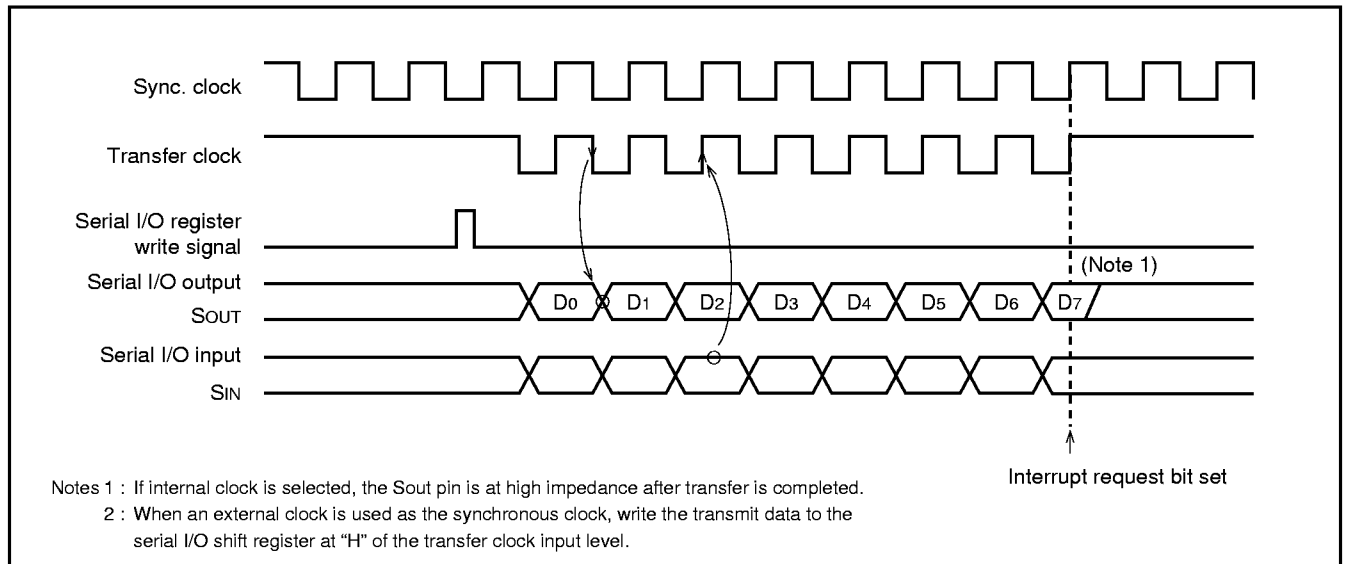 Sync. clock
Transfer clock
Serial I/O register
write signal
(Note 1)
Serial I/O output
SOUT
D0 D1 D2 D3 D4 D5 D6 D7
Serial I/O input
SIN
Interrupt request bit set
Notes 1 : If internal clock is selected, the Sout pin is at high impedance after transfer is completed.
2 : When an external clock is used as the synchronous clock, write the transmit data to the
serial I/O shift register at “H” of the transfer clock input level.